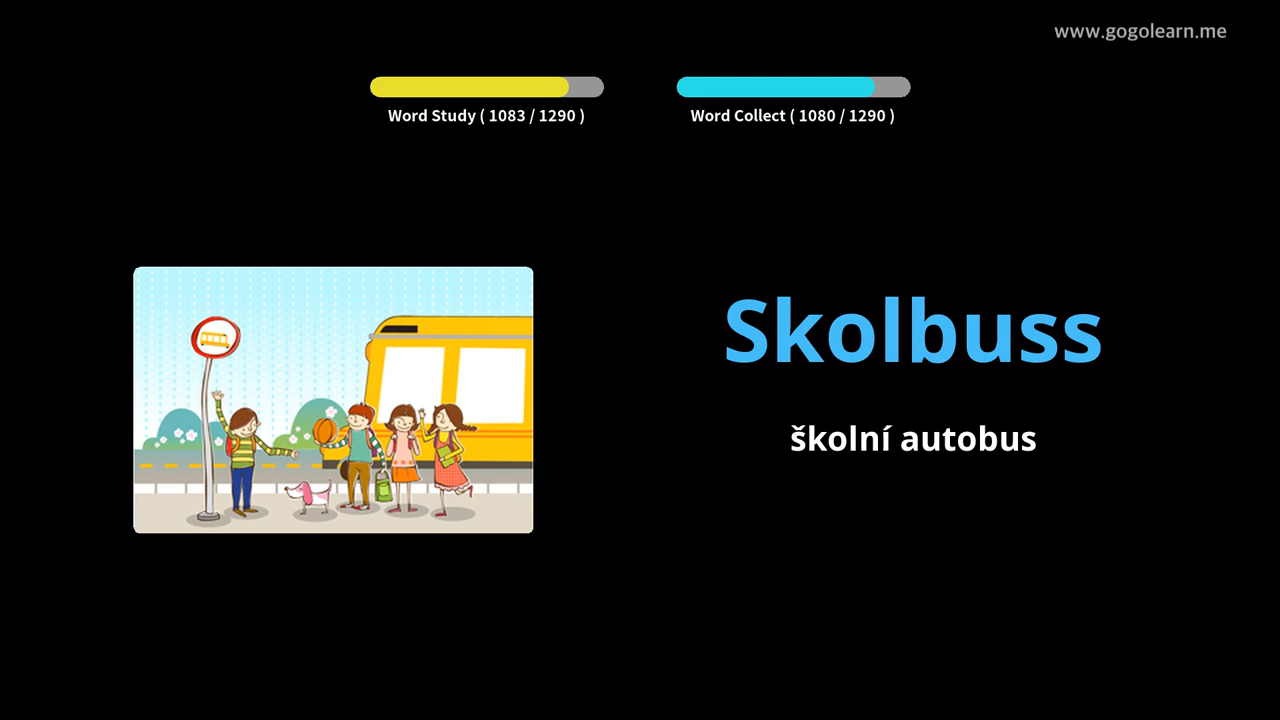 www.gogolearn.me
Word Study ( 1083 / 1290 )
Word Collect ( 1080 / 1290 )
Skolbuss
školní autobus